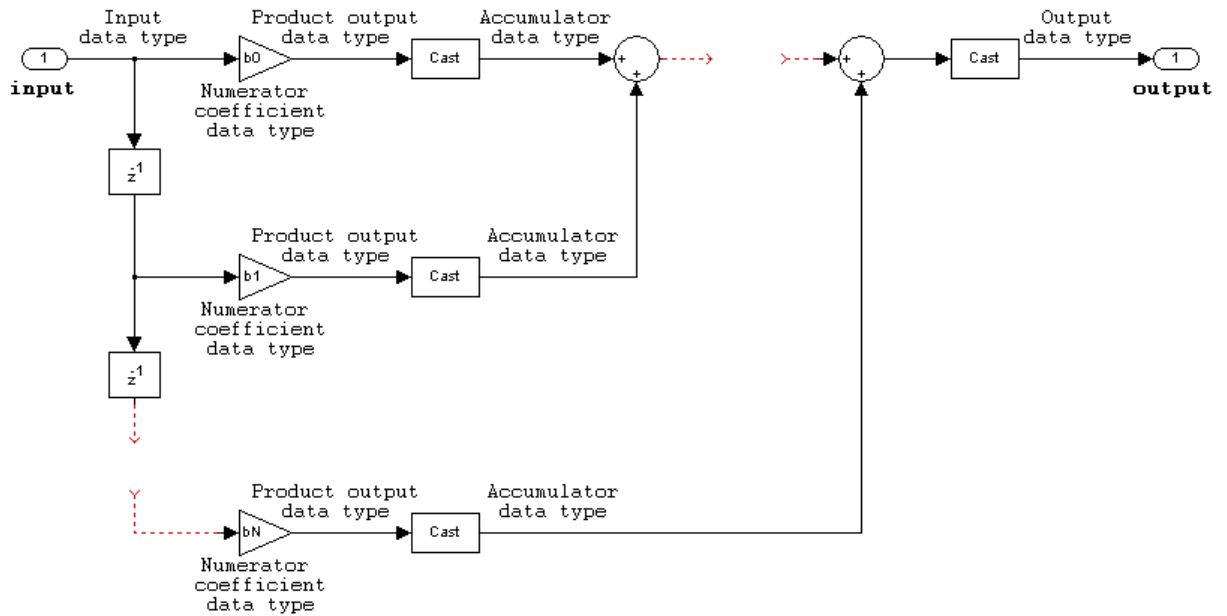 Input
data type
Product output
data type
Accumulator
data type
Output
data type
1
input
b0
Cast
+
+
+
+
Cast
1
output
Numerator
coefficient
data type
z-1
Product output
data type
Accumulator
data type
b1
Cast
Numerator
coefficient
data type
z-1
Product output
data type
Accumulator
data type
bN
Cast
Numerator
coefficient
data type